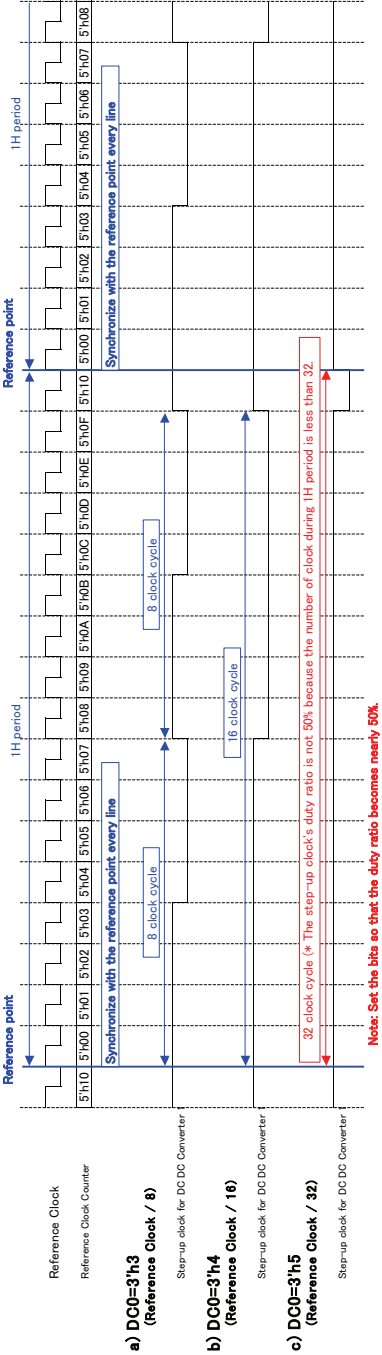 Reference point
Reference point
1H period
1H period
Reference Clock
Reference Clock Counter
5'h10 5'h00 5'h01 5'h02 5'h03 5'h04 5'h05 5'h06 5'h07 5'h08 5'h09 5'h0A 5'h0B 5'h0C 5'h0D 5'h0E 5'h0F 5'h10 5'h00 5'h01 5'h02 5'h03 5'h04 5'h05 5'h06 5'h07 5'h08
Synchronize with the reference point every line
Synchronize with the reference point every line
a) DC0=3'h3
(Reference Clock / 8)
8 clock cycle
8 clock cycle
Step-up clock for DC DC Converter 1
b) DC0=3'h4
(Reference Clock / 16)
16 clock cycle
Step-up clock for DC DC Converter 1
c) DC0=3'h5
(Reference Clock / 32)
32 clock cycle (* The step-up clock's duty ratio is not 50% because the number of clock during 1H period is less than 32.
Step-up clock for DC DC Converter 1
Note: Set the bits so that the duty ratio becomes nearly 50%.